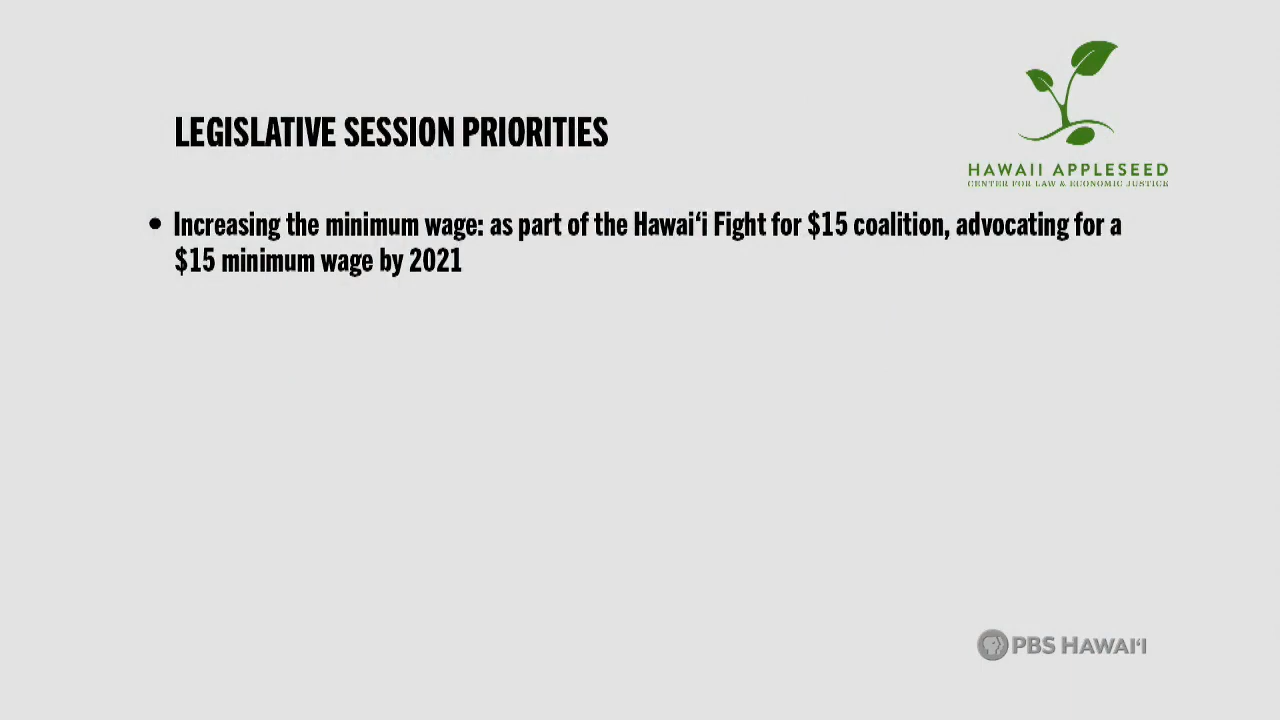 LEGISLATIVE SESSION PRIORITIES
HAWAII APPLESEED
CENTER FOR LAW & ECONOMIC JUSTICE
• Increasing the minimum wage: as part of the Hawai‘i Fight for $15 coalition, advocating for a
$15 minimum wage by 2021
PBS HAWAI‘I